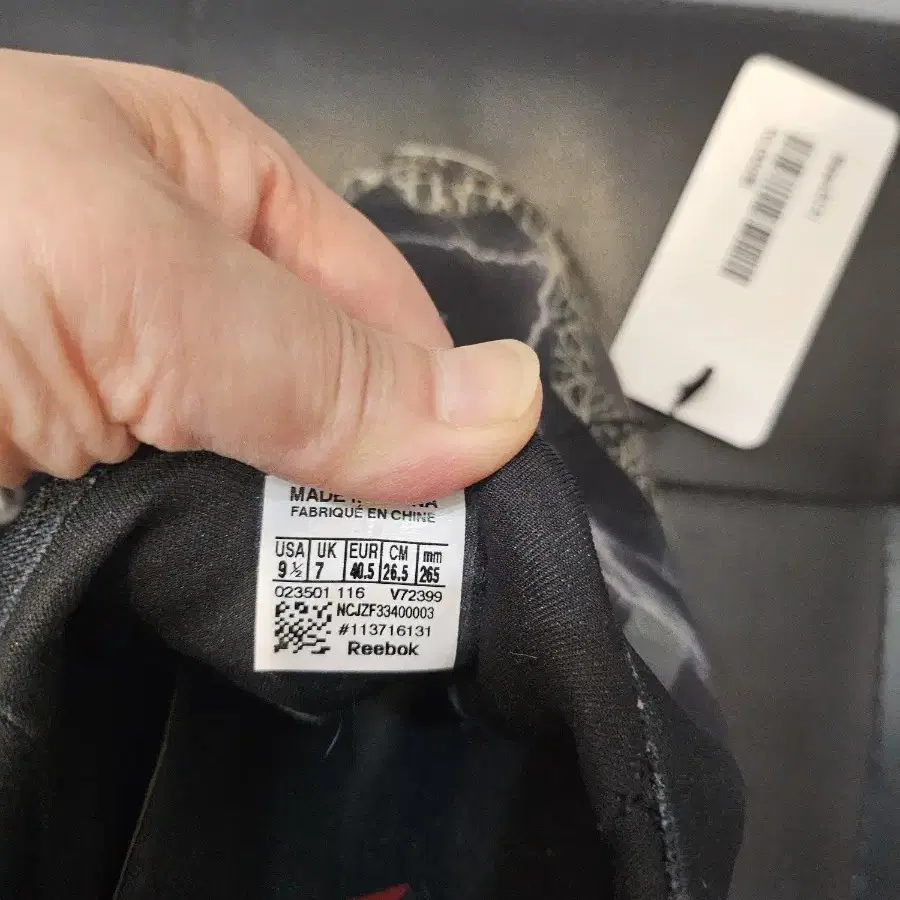 MADE
FABRIQUÉ EN CHINE
USA UK EUR CM mm
9 ½ 7 40.5 26.5 265
023501 116 V72399
NCJZF33400003
#113716131
Reebok